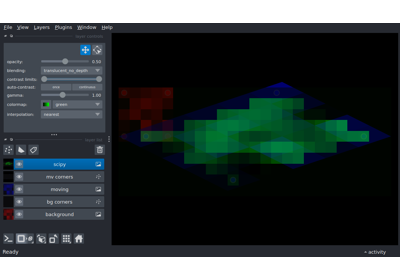 File View Layers Plugins Window Help
opacity: 0.50
blending: translucent_no_depth
contrast limits:
auto-contrast: once continuous
gamma: 1.00
colormap: green
interpolation: nearest
scipy
mv corners
moving
bg corners
background
Ready activity